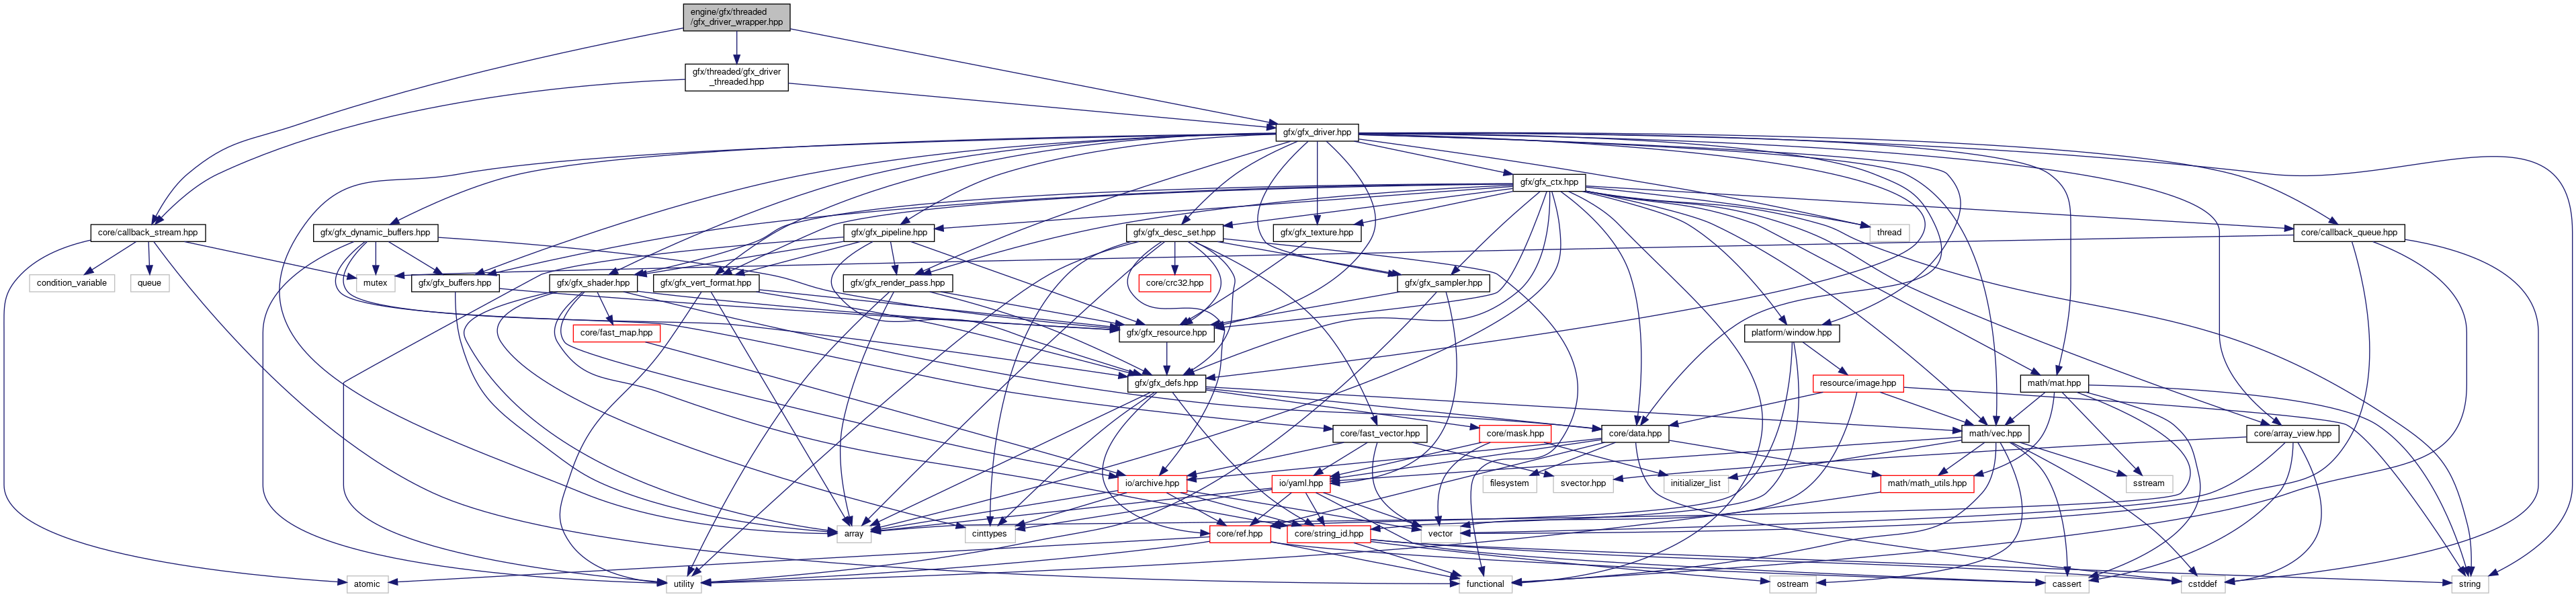 engine/gfx/threaded
/gfx_driver_wrapper.hpp
gfx/threaded/gfx_driver
_threaded.hpp
gfx/gfx_driver.hpp
gfx/gfx_ctx.hpp
core/callback_stream.hpp
gfx/gfx_dynamic_buffers.hpp
gfx/gfx_pipeline.hpp
gfx/gfx_desc_set.hpp
gfx/gfx_texture.hpp
thread
core/callback_queue.hpp
condition_variable
queue
mutex
gfx/gfx_buffers.hpp
gfx/gfx_shader.hpp
gfx/gfx_vert_format.hpp
gfx/gfx_render_pass.hpp
core/crc32.hpp
gfx/gfx_sampler.hpp
core/fast_map.hpp
gfx/gfx_resource.hpp
platform/window.hpp
gfx/gfx_defs.hpp
resource/image.hpp
math/mat.hpp
core/fast_vector.hpp
core/mask.hpp
core/data.hpp
math/vec.hpp
core/array_view.hpp
io/archive.hpp
io/yaml.hpp
filesystem
svector.hpp
initializer_list
math/math_utils.hpp
sstream
array
cinttypes
core/ref.hpp
core/string_id.hpp
vector
atomic
utility
functional
ostream
cassert
cstddef
string